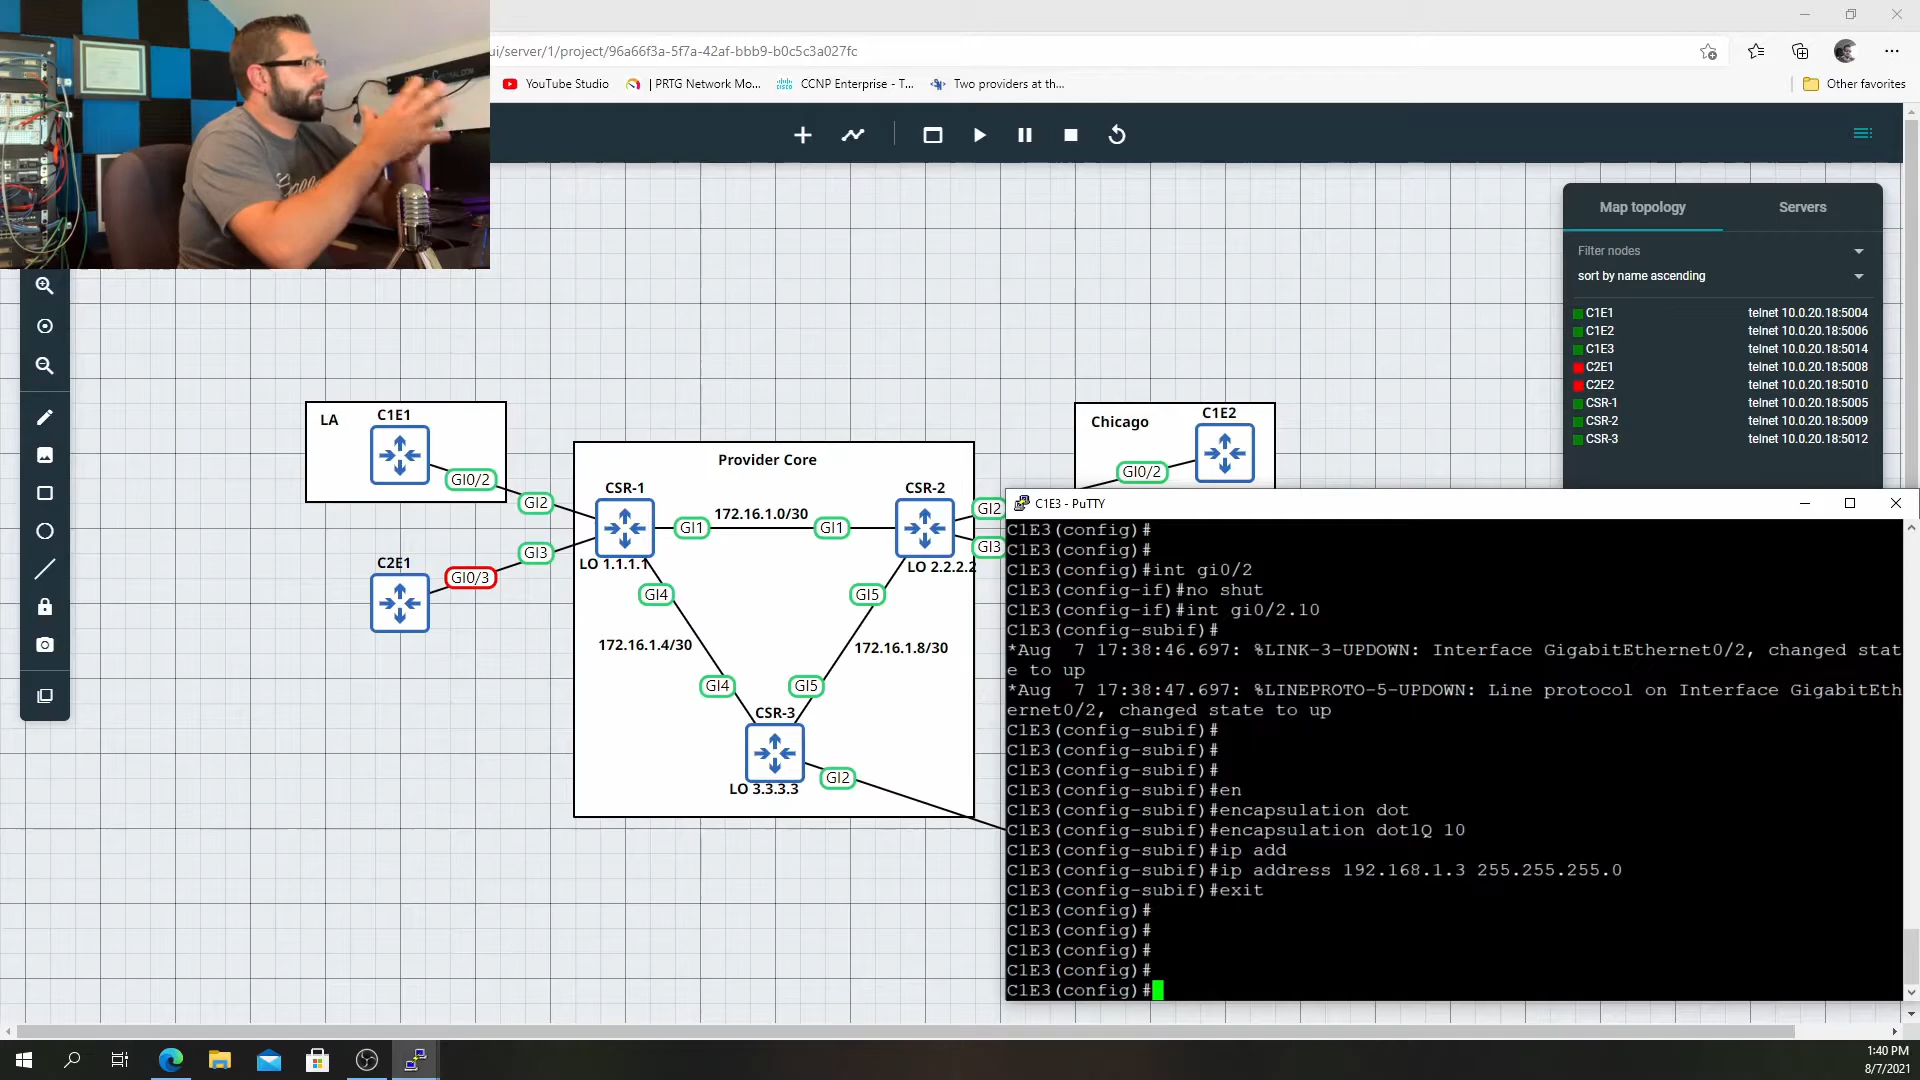 ui/server/1/project/96a66f3a-5f7a-42af-bbb9-b0c5c3a027fc
YouTube Studio
| PRTG Network Mo...
CCNP Enterprise - T...
Two providers at th...
Other favorites
Map topology
Servers
Filter nodes
sort by name ascending
C1E1 telnet 10.0.20.18:5004
C1E2 telnet 10.0.20.18:5006
C1E3 telnet 10.0.20.18:5014
C2E1 telnet 10.0.20.18:5008
C2E2 telnet 10.0.20.18:5010
CSR-1 telnet 10.0.20.18:5005
CSR-2 telnet 10.0.20.18:5009
CSR-3 telnet 10.0.20.18:5012
LA
C1E1
GI0/2
GI2
C2E1
GI0/3
GI3
Provider Core
CSR-1
GI1
172.16.1.0/30
GI1
CSR-2
LO 1.1.1.1
LO 2.2.2.2
GI2
GI3
GI4
GI5
172.16.1.4/30
172.16.1.8/30
GI4
GI5
CSR-3
LO 3.3.3.3
GI2
Chicago
C1E2
GI0/2
C1E3 - PuTTY
C1E3(config)#
C1E3(config)#
C1E3(config)#int gi0/2
C1E3(config-if)#no shut
C1E3(config-if)#int gi0/2.10
C1E3(config-subif)#
*Aug  7 17:38:46.697: %LINK-3-UPDOWN: Interface GigabitEthernet0/2, changed stat
e to up
*Aug  7 17:38:47.697: %LINEPROTO-5-UPDOWN: Line protocol on Interface GigabitEth
ernet0/2, changed state to up
C1E3(config-subif)#
C1E3(config-subif)#
C1E3(config-subif)#
C1E3(config-subif)#en
C1E3(config-subif)#encapsulation dot
C1E3(config-subif)#encapsulation dot1Q 10
C1E3(config-subif)#ip add
C1E3(config-subif)#ip address 192.168.1.3 255.255.255.0
C1E3(config-subif)#exit
C1E3(config)#
C1E3(config)#
C1E3(config)#
C1E3(config)#
C1E3(config)#
1:40 PM
8/7/2021